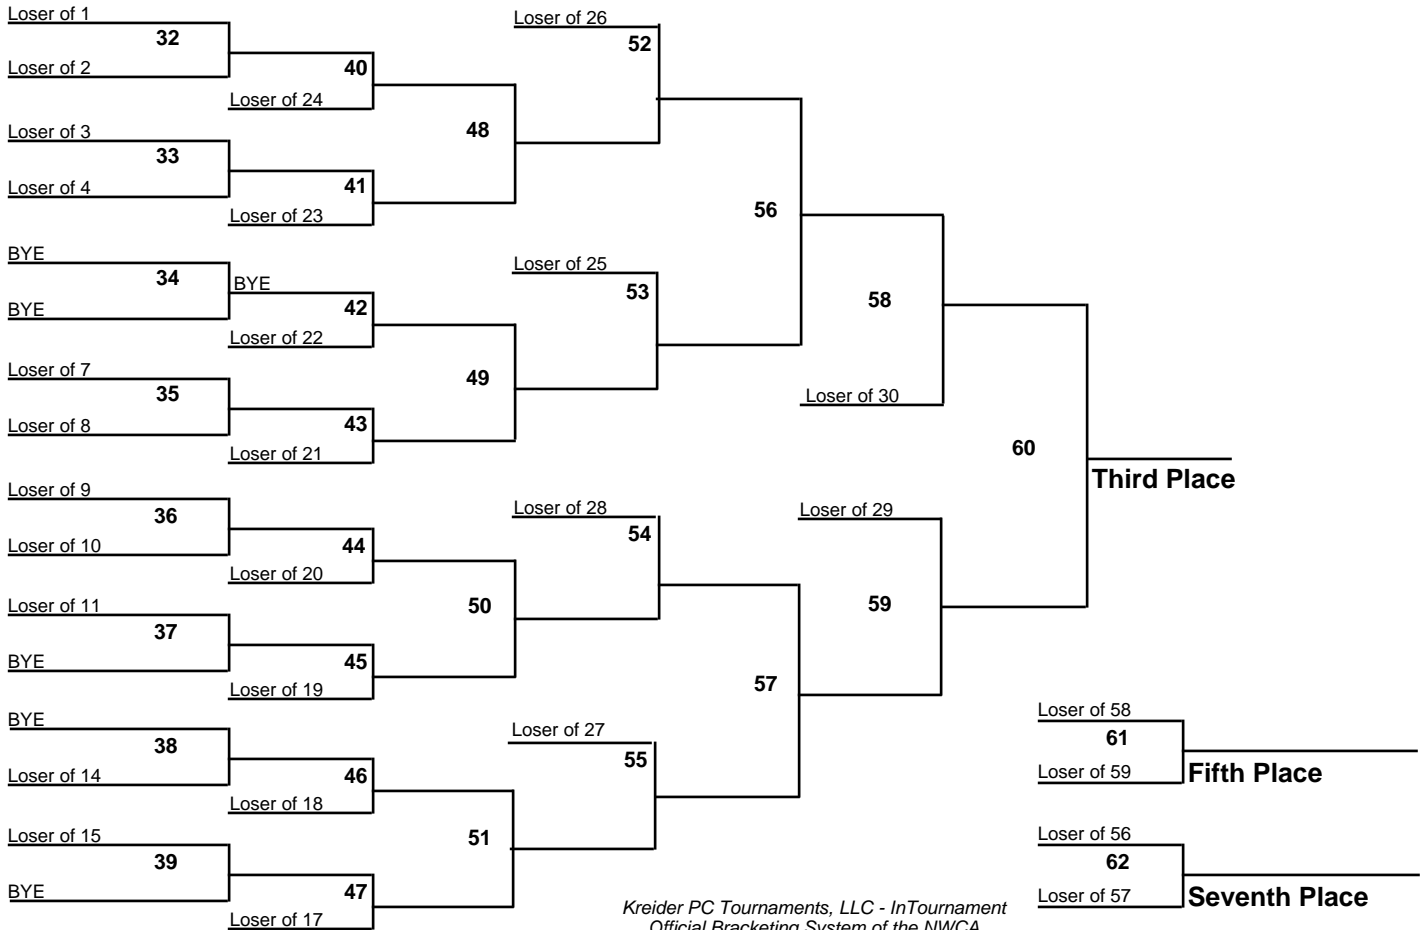 Loser of 1
32
Loser of 2
40
Loser of 24
Loser of 3
33
Loser of 4
41
Loser of 23
48
Loser of 26
52
BYE
34
BYE
BYE
42
Loser of 22
Loser of 7
35
Loser of 8
43
Loser of 21
49
Loser of 25
53
56
58
Loser of 30
Loser of 9
36
Loser of 10
44
Loser of 20
Loser of 11
37
BYE
45
Loser of 19
50
Loser of 28
54
BYE
38
Loser of 14
46
Loser of 18
Loser of 15
39
BYE
47
Loser of 17
51
Loser of 27
55
57
Loser of 29
59
60
Third Place
Loser of 58
61
Loser of 59
Fifth Place
Loser of 56
62
Loser of 57
Seventh Place
Kreider PC Tournaments, LLC - InTournament
Official Bracketing System of the NWCA